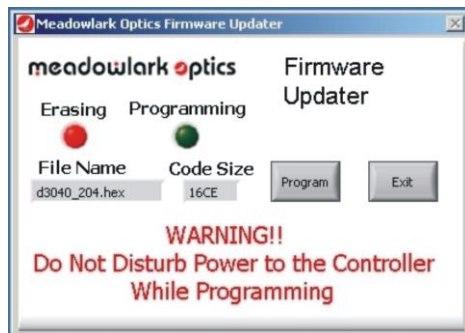 Meadowlark Optics Firmware Updater
meadowlark optics
Firmware
Updater
Erasing Programming
File Name Code Size
d3040_204.hex 16CE
Program Exit
WARNING!!
Do Not Disturb Power to the Controller
While Programming